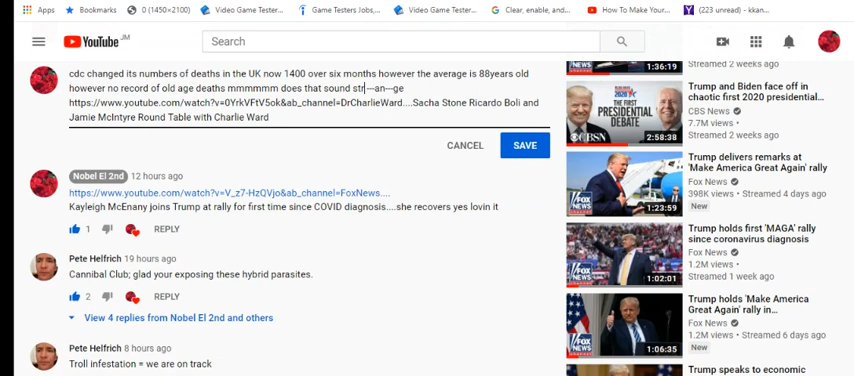 Apps
Bookmarks
0 (1450×2100)
Video Game Tester...
Game Testers Jobs,...
Video Game Tester...
Clear, enable, and...
How To Make Your...
(223 unread) - kkan...
YouTube JM
Search
cdc changed its numbers of deaths in the UK now 1400 over six months however the average is 88years old
however no record of old age deaths mmmmmm does that sound str---an---ge
https://www.youtube.com/watch?v=0YrkVFtV5ok&ab_channel=DrCharlieWard....Sacha Stone Ricardo Boli and
Jamie McIntyre Round Table with Charlie Ward
CANCEL
SAVE
Nobel El 2nd 12 hours ago
https://www.youtube.com/watch?v=V_z7-HzQVjo&ab_channel=FoxNews....
Kayleigh McEnany joins Trump at rally for first time since COVID diagnosis....she recovers yes lovin it
1 REPLY
Pete Helfrich 19 hours ago
Cannibal Club; glad your exposing these hybrid parasites.
2 REPLY
View 4 replies from Nobel El 2nd and others
Pete Helfrich 8 hours ago
Troll infestation = we are on track
1:36:19
Streamed 2 weeks ago
THE FIRST
PRESIDENTIAL
DEBATE
CBSN
2:58:38
Trump and Biden face off in
chaotic first 2020 presidential...
CBS News
7.7M views •
Streamed 2 weeks ago
FOX
NEWS
1:23:59
Trump delivers remarks at
'Make America Great Again' rally
Fox News
398K views • Streamed 4 days ago
New
FOX
NEWS
1:02:01
Trump holds first 'MAGA' rally
since coronavirus diagnosis
Fox News
1.2M views •
Streamed 1 week ago
FOX
NEWS
1:06:35
Trump holds 'Make America
Great Again' rally in...
Fox News
1.2M views • Streamed 6 days ago
New
Trump speaks to economic